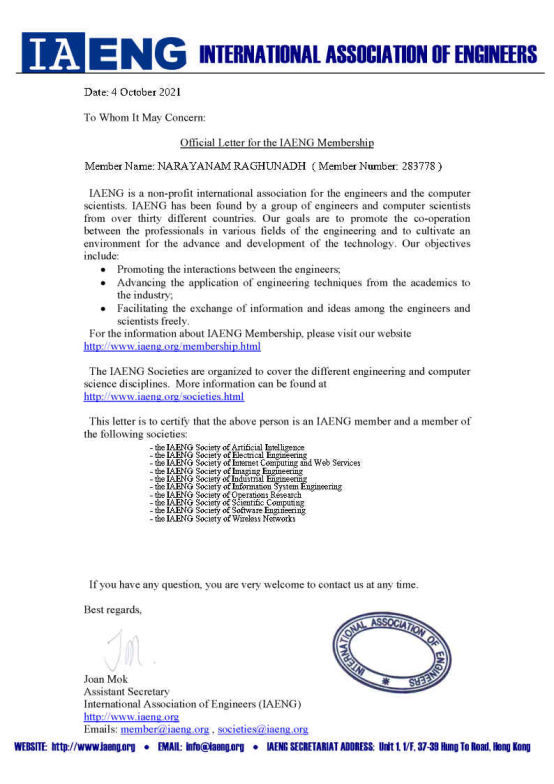 IAENG INTERNATIONAL ASSOCIATION OF ENGINEERS
Date: 4 October 2021
To Whom It May Concern:
Official Letter for the IAENG Membership
Member Name: NARAYANAM RAGHUNADH ( Member Number: 283778 )
IAENG is a non-profit international association for the engineers and the computer
scientists. IAENG has been found by a group of engineers and computer scientists
from over thirty different countries. Our goals are to promote the co-operation
between the professionals in various fields of the engineering and to cultivate an
environment for the advance and development of the technology. Our objectives
include:
● Promoting the interactions between the engineers;
● Advancing the application of engineering techniques from the academics to
the industry;
● Facilitating the exchange of information and ideas among the engineers and
scientists freely.
For the information about IAENG Membership, please visit our website
http://www.iaeng.org/membership.html
The IAENG Societies are organized to cover the different engineering and computer
science disciplines. More information can be found at
http://www.iaeng.org/societies.html
This letter is to certify that the above person is an IAENG member and a member of
the following societies:
- the IAENG Society of Artificial Intelligence
- the IAENG Society of Electrical Engineering
- the IAENG Society of Internet Computing and Web Services
- the IAENG Society of Imaging Engineering
- the IAENG Society of Industrial Engineering
- the IAENG Society of Information System Engineering
- the IAENG Society of Operations Research
- the IAENG Society of Scientific Computing
- the IAENG Society of Software Engineering
- the IAENG Society of Wireless Networks
If you have any question, you are very welcome to contact us at any time.
Best regards,
INTERNATIONAL ASSOCIATION OF ENGINEERS *
Joan Mok
Assistant Secretary
International Association of Engineers (IAENG)
http://www.iaeng.org
Emails: member@iaeng.org , societies@iaeng.org
WEBSITE: http://www.iaeng.org ● EMAIL: info@iaeng.org ● IAENG SECRETARIAT ADDRESS: Unit 1, 1/F, 37-39 Hung To Road, Hong Kong